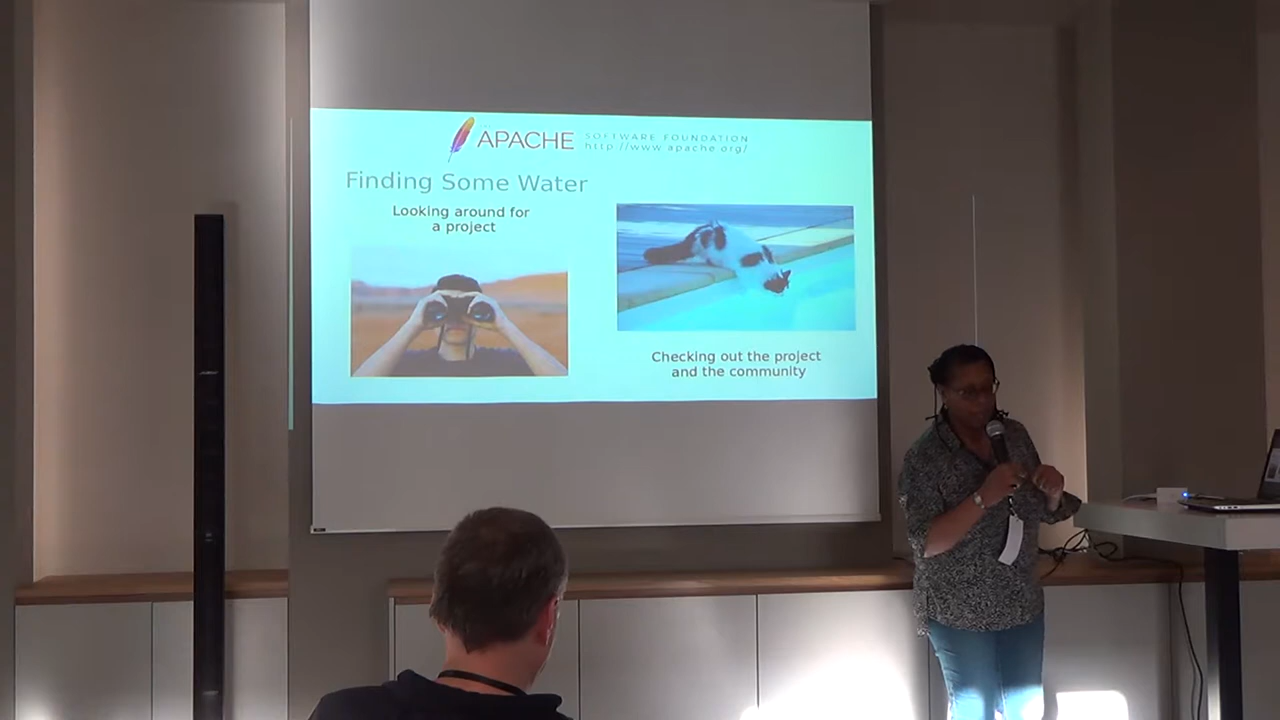 APACHE
SOFTWARE FOUNDATION
http://www.apache.org/
Finding Some Water
Looking around for
a project
Checking out the project
and the community